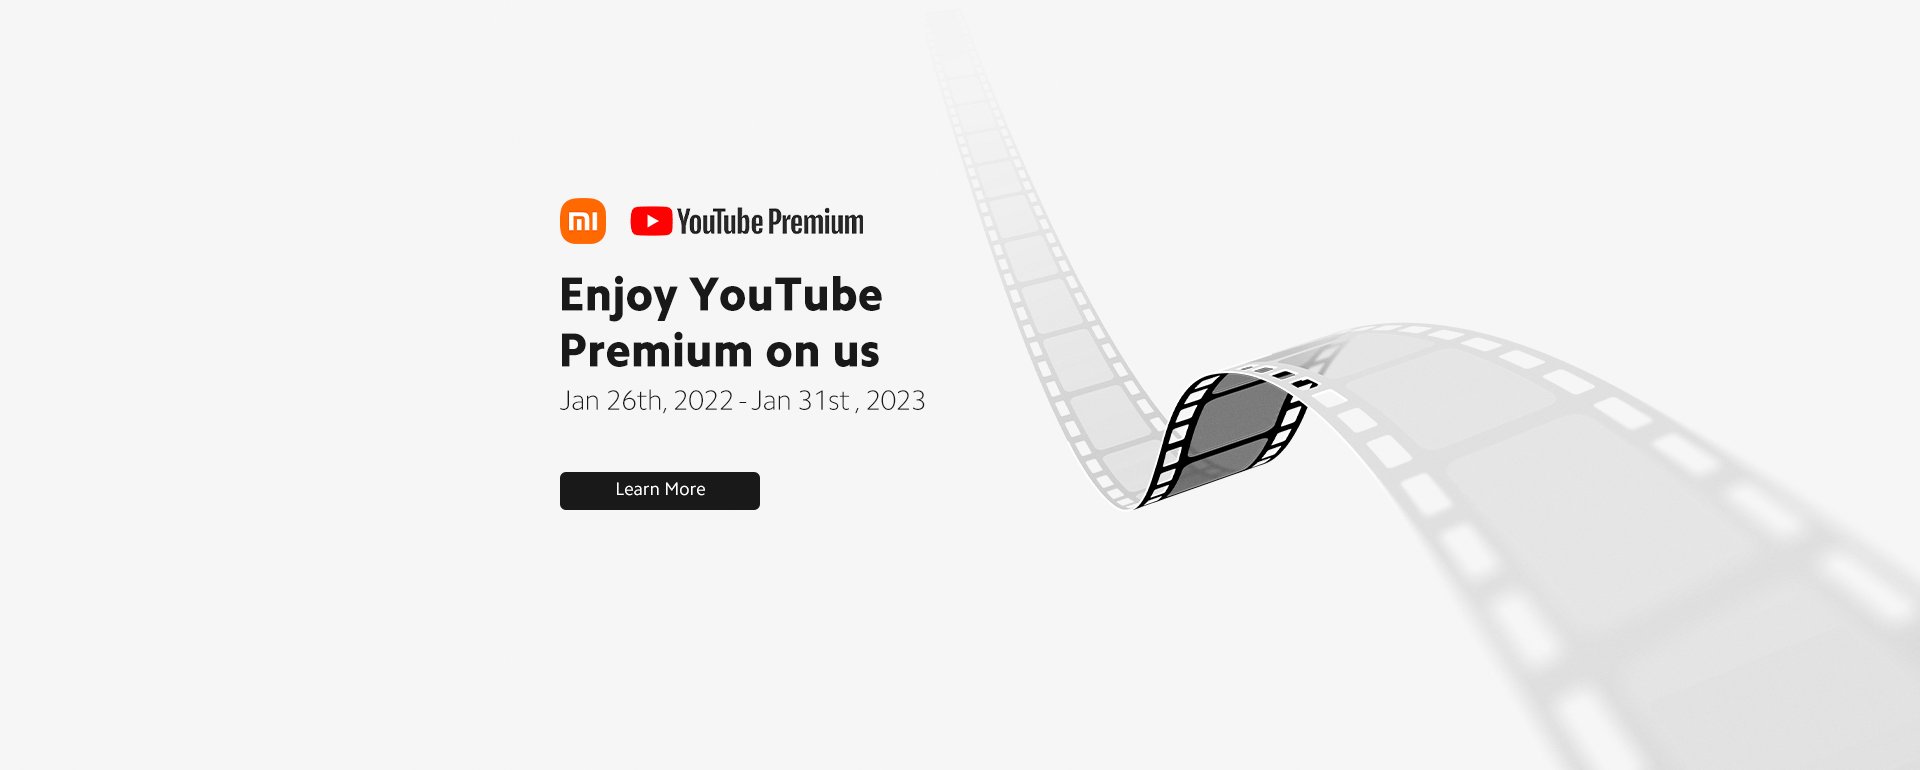 mi YouTube Premium
Enjoy YouTube
Premium on us
Jan 26th, 2022 - Jan 31st , 2023
Learn More